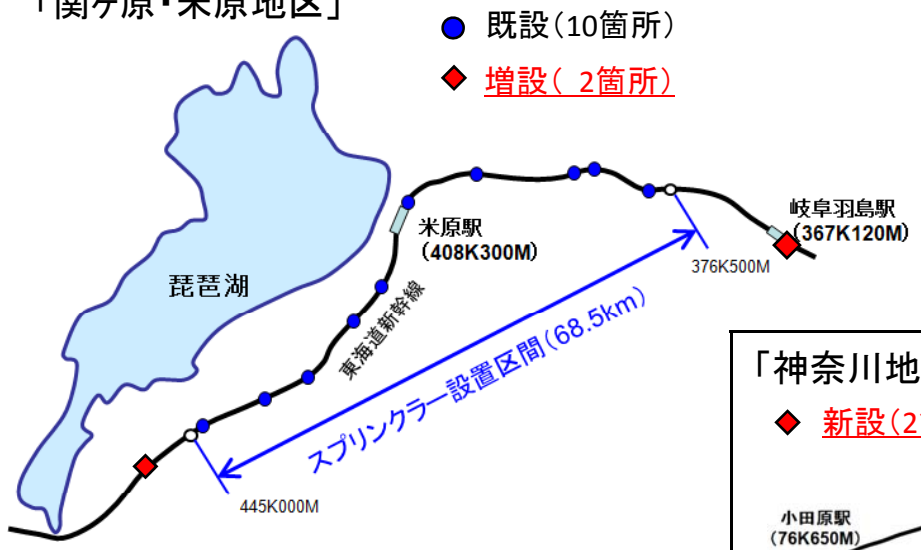 「関ヶ原・米原地区」
既設(10箇所)
増設( 2箇所)
岐阜羽島駅
(367K120M)
米原駅
(408K300M)
376K500M
琵琶湖
東海道新幹線
スプリンクラー設置区間(68.5km)
445K000M
「神奈川地
新設(2
小田原駅
(76K650M)